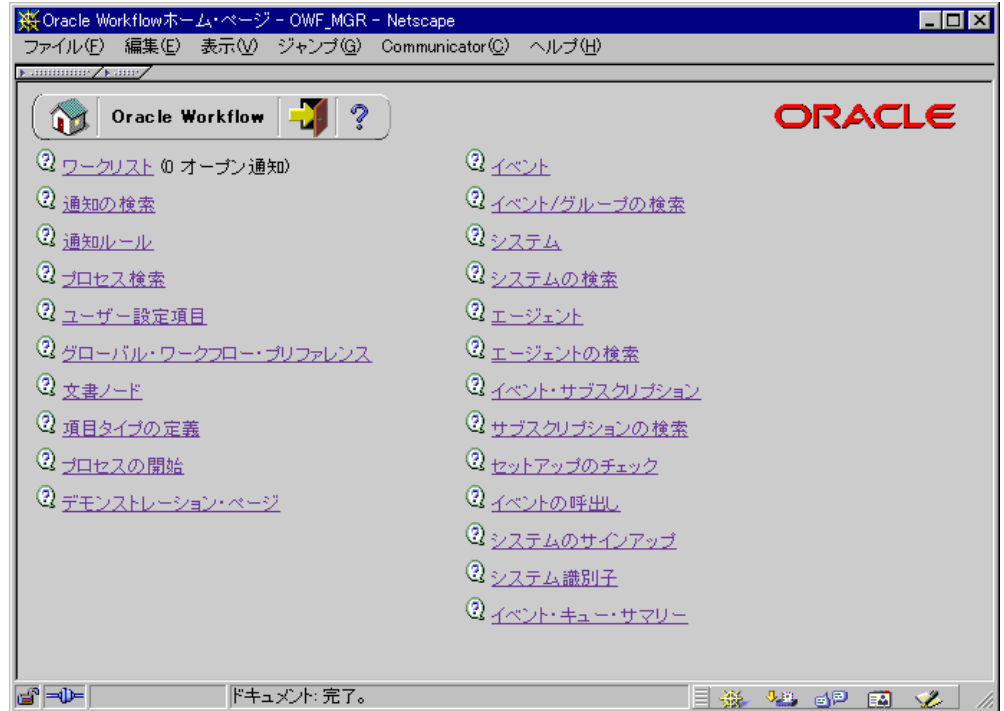 Oracle Workflowホーム・ページ - OWF_MGR - Netscape
ファイル(F) 編集(E) 表示(V) ジャンプ(G) Communicator(C) ヘルプ(H)
Oracle Workflow
ORACLE
ワークリスト (0 オープン通知)
通知の検索
通知ルール
プロセス検索
ユーザー設定項目
グローバル・ワークフロー・プリファレンス
文書ノード
項目タイプの定義
プロセスの開始
デモンストレーション・ページ
イベント
イベント/グループの検索
システム
システムの検索
エージェント
エージェントの検索
イベント・サブスクリプション
サブスクリプションの検索
セットアップのチェック
イベントの呼出し
システムのサインアップ
システム識別子
イベント・キュー・サマリー
ドキュメント: 完了。